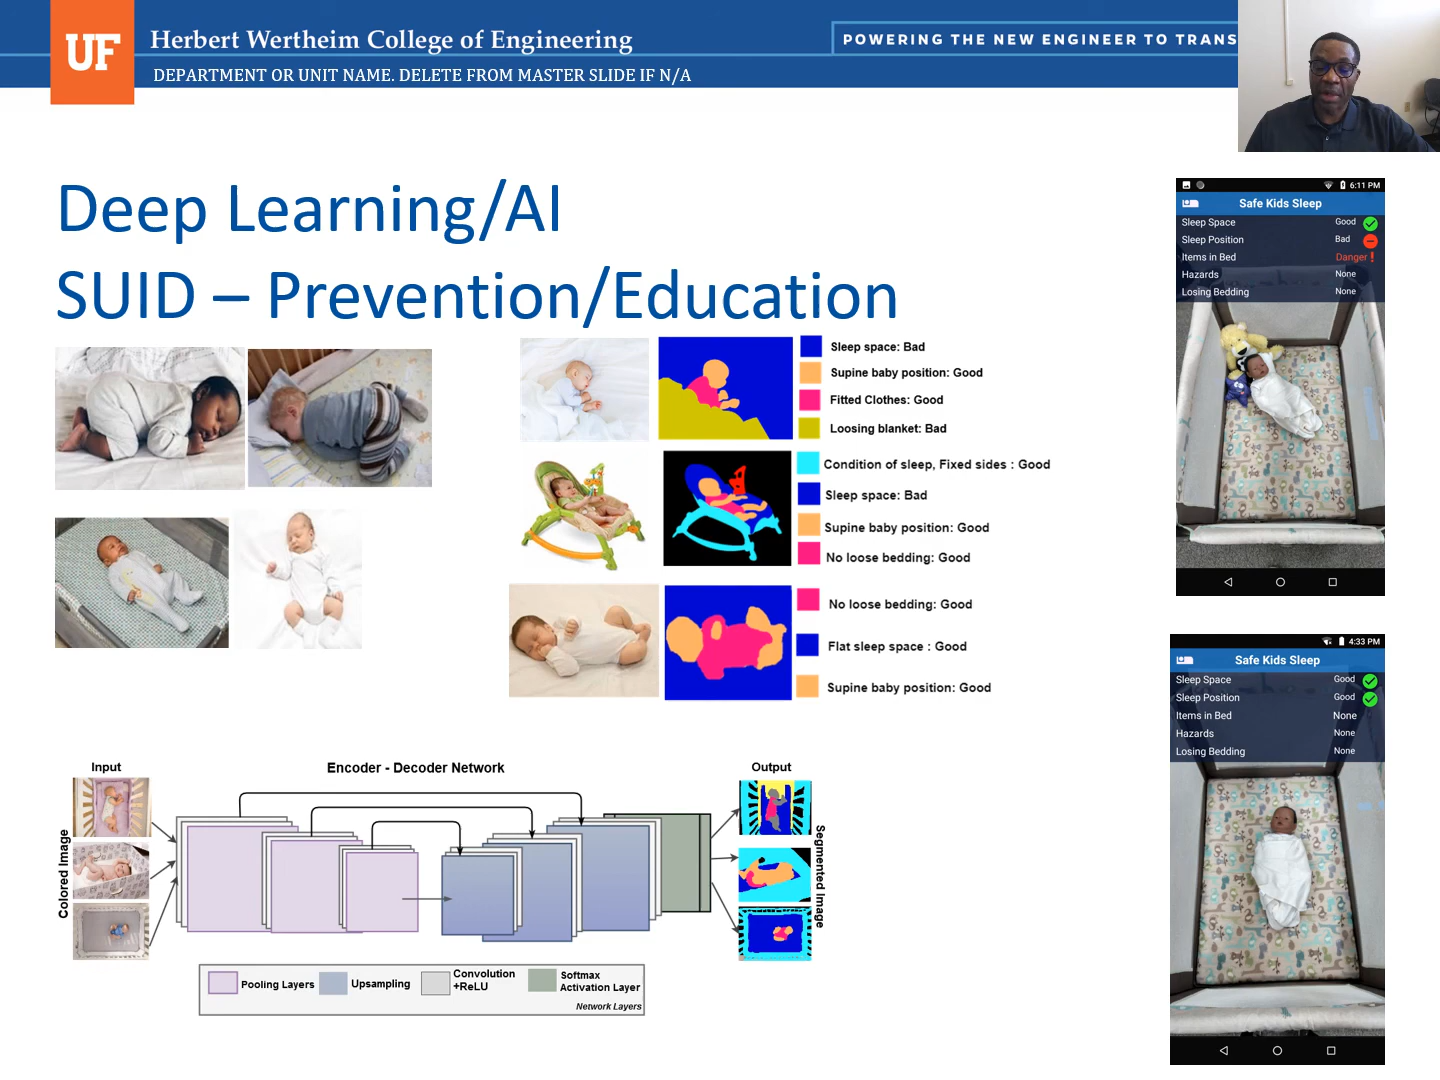 UF
Herbert Wertheim College of Engineering
DEPARTMENT OR UNIT NAME. DELETE FROM MASTER SLIDE IF N/A
POWERING THE NEW ENGINEER TO TRANS
Deep Learning/AI
SUID – Prevention/Education
Sleep space: Bad
Supine baby position: Good
Fitted Clothes: Good
Loosing blanket: Bad
Condition of sleep, Fixed sides : Good
Sleep space: Bad
Supine baby position: Good
No loose bedding: Good
No loose bedding: Good
Flat sleep space : Good
Supine baby position: Good
Input
Encoder - Decoder Network
Output
Colored Image
Segmented Image
Pooling Layers
Upsampling
Convolution
+ReLU
Softmax
Activation Layer
Network Layers
6:11 PM
Safe Kids Sleep
Sleep Space Good
Sleep Position Bad
Items in Bed Danger!
Hazards None
Losing Bedding None
4:33 PM
Safe Kids Sleep
Sleep Space Good
Sleep Position Good
Items in Bed None
Hazards None
Losing Bedding None